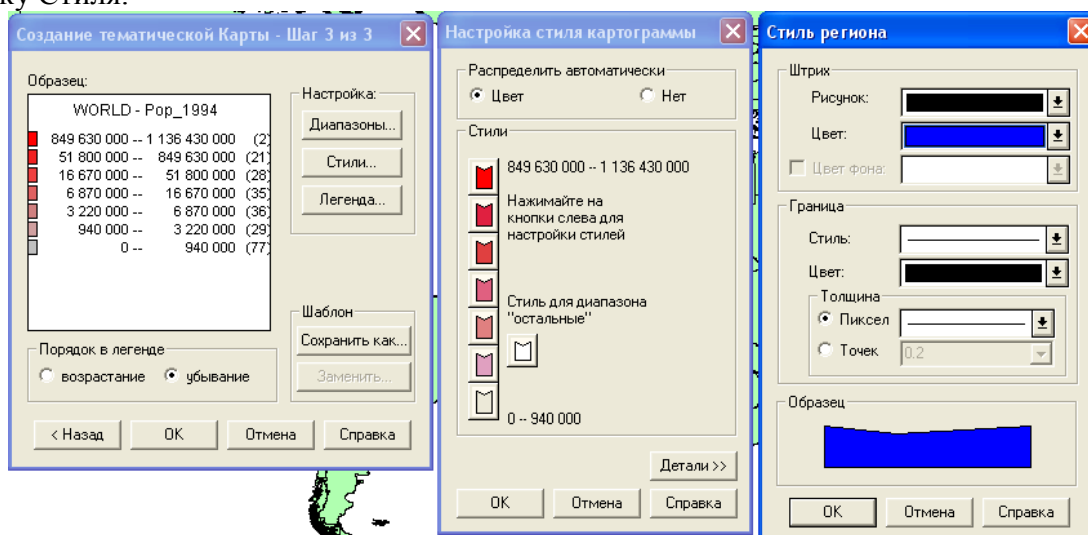 ку Стиля.
Создание тематической Карты - Шаг 3 из 3
Образец:
WORLD - Pop_1994
849 630 000 -- 1 136 430 000 (2)
51 800 000 -- 849 630 000 (21)
16 670 000 -- 51 800 000 (28)
6 870 000 -- 16 670 000 (35)
3 220 000 -- 6 870 000 (36)
940 000 -- 3 220 000 (29)
0 -- 940 000 (77)
Настройка:
Диапазоны...
Стили...
Легенда...
Порядок в легенде
возрастание убывание
Шаблон
Сохранить как...
Заменить...
< Назад OK Отмена Справка
Настройка стиля картограммы
Распределить автоматически
Цвет Нет
Стили
849 630 000 -- 1 136 430 000
Нажимайте на
кнопки слева для
настройки стилей
Стиль для диапазона
"остальные"
0 -- 940 000
Детали >>
OK Отмена Справка
Стиль региона
Штрих
Рисунок:
Цвет:
Цвет фона:
Граница
Стиль:
Цвет:
Толщина
Пиксел
Точек 0.2
Образец
OK Отмена Справка